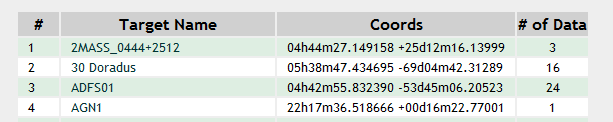 # Target Name Coords # of Data
1 2MASS_0444+2512 04h44m27.149158 +25d12m16.13999 3
2 30 Doradus 05h38m47.434695 -69d04m42.31289 16
3 ADFS01 04h42m55.832390 -53d45m06.20523 24
4 AGN1 22h17m36.518666 +00d16m22.77001 1